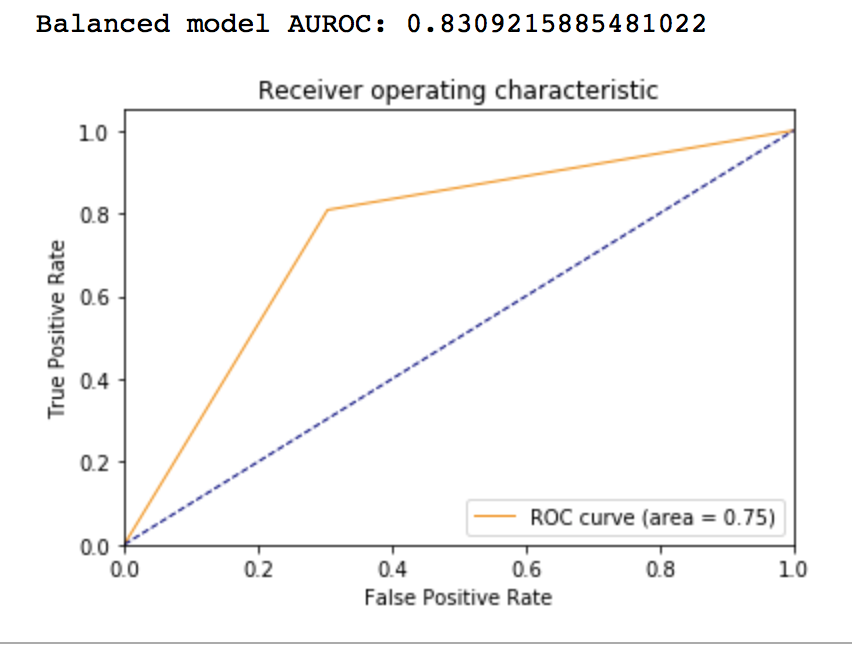 Balanced model AUROC: 0.8309215885481022
Receiver operating characteristic
True Positive Rate
1.0
0.8
0.6
0.4
0.2
0.0
ROC curve (area = 0.75)
0.0 0.2 0.4 0.6 0.8 1.0
False Positive Rate